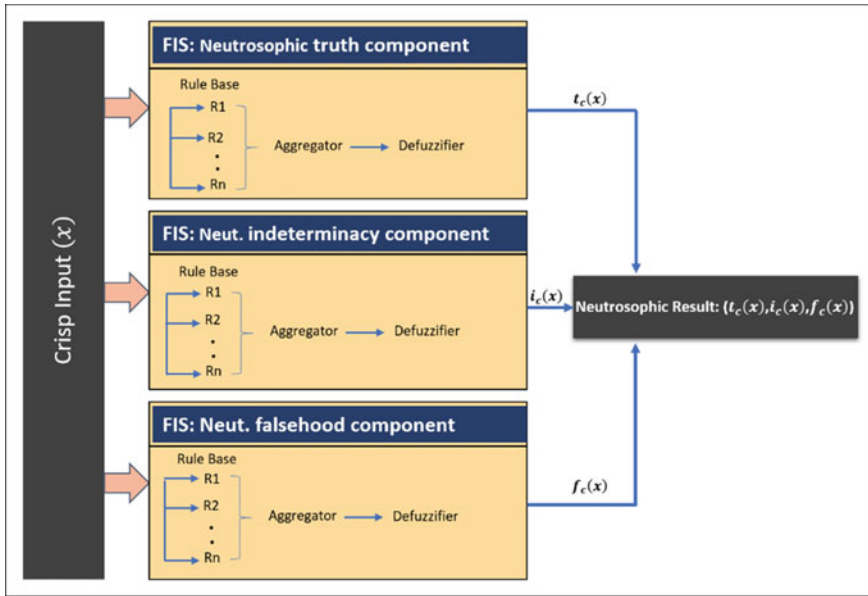 Crisp Input (x)
FIS: Neutrosophic truth component
Rule Base
R1
R2
Rn
Aggregator
Defuzzifier
t_c(x)
FIS: Neut. indeterminacy component
Rule Base
R1
R2
Rn
Aggregator
Defuzzifier
i_c(x)
Neutrosophic Result: (t_c(x),i_c(x),f_c(x))
FIS: Neut. falsehood component
Rule Base
R1
R2
Rn
Aggregator
Defuzzifier
f_c(x)